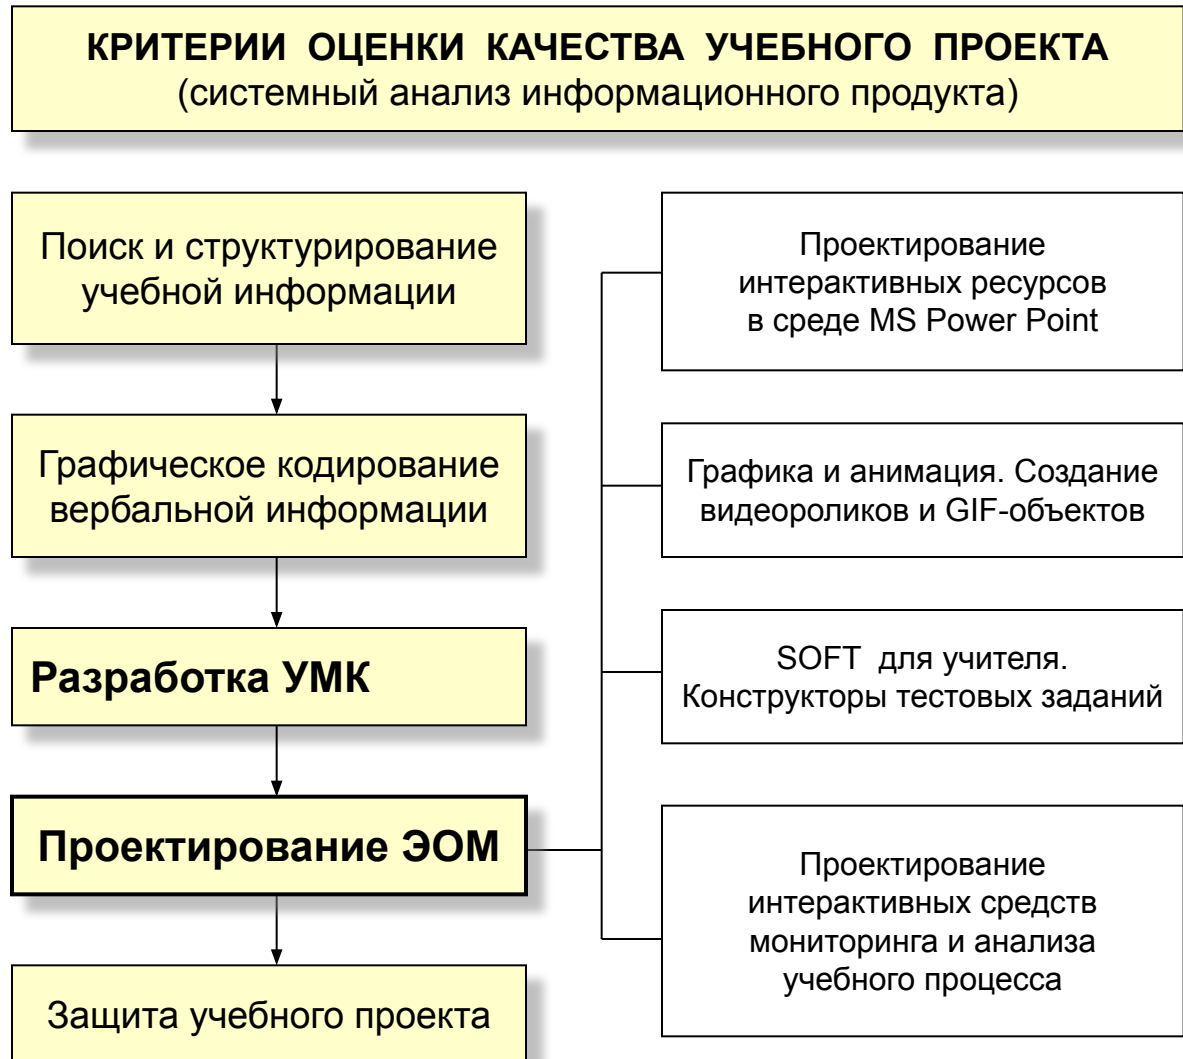 КРИТЕРИИ ОЦЕНКИ КАЧЕСТВА УЧЕБНОГО ПРОЕКТА
(системный анализ информационного продукта)
Поиск и структурирование
учебной информации
Графическое кодирование
вербальной информации
Разработка УМК
Проектирование ЭОМ
Защита учебного проекта
Проектирование
интерактивных ресурсов
в среде MS Power Point
Графика и анимация. Создание
видеороликов и GIF-объектов
SOFT для учителя.
Конструкторы тестовых заданий
Проектирование
интерактивных средств
мониторинга и анализа
учебного процесса